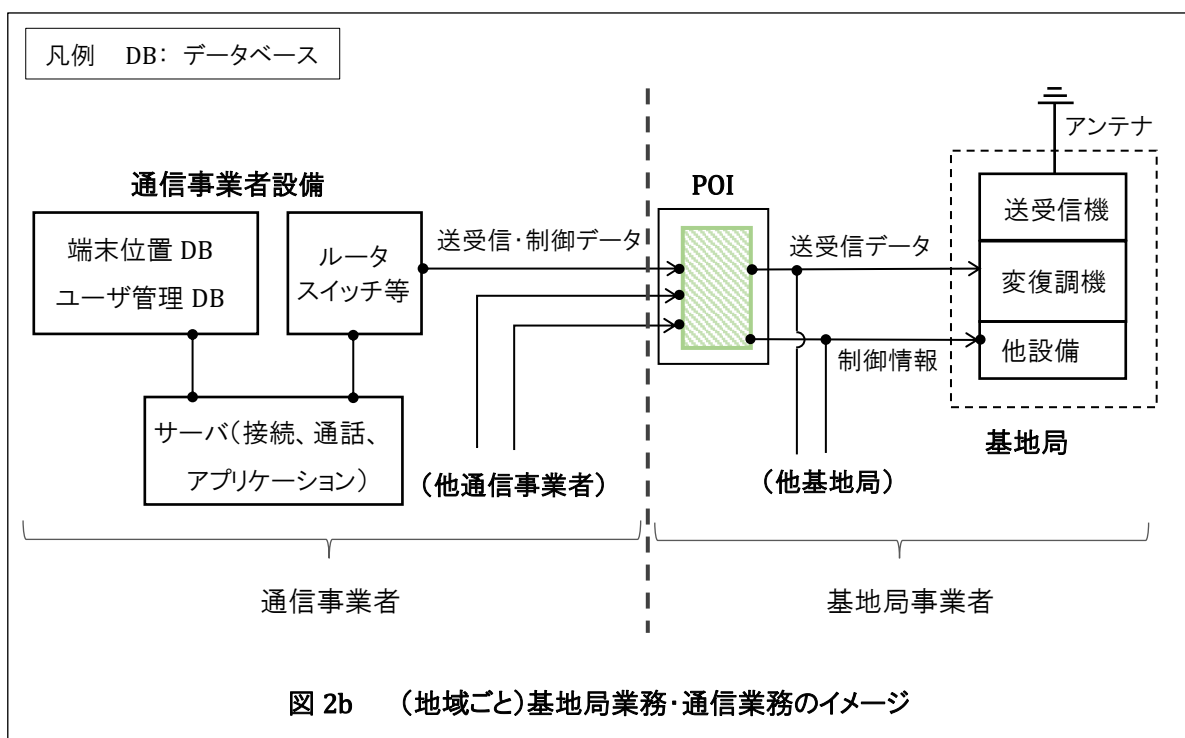 凡例 DB: データベース
アンテナ
通信事業者設備
POI
端末位置 DB
ユーザ管理 DB
ルータ
スイッチ等
送受信・制御データ
送受信データ
送受信機
変復調機
他設備
制御情報
サーバ(接続、通話、
アプリケーション)
(他通信事業者)
(他基地局)
基地局
通信事業者
基地局事業者
図 2b (地域ごと)基地局業務・通信業務のイメージ